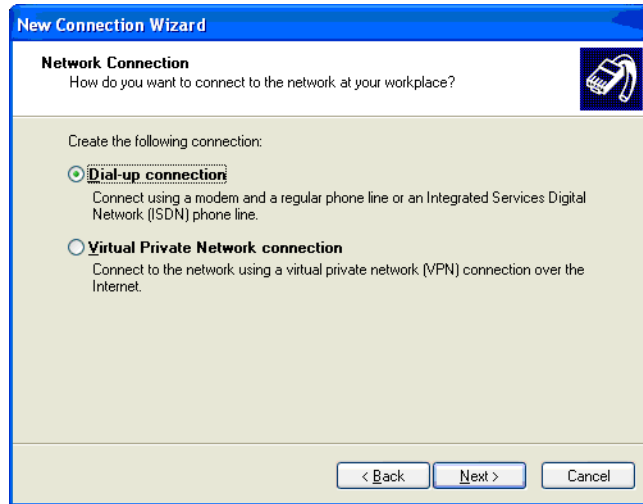 New Connection Wizard
Network Connection
How do you want to connect to the network at your workplace?
Create the following connection:
Dial-up connection
Connect using a modem and a regular phone line or an Integrated Services Digital
Network (ISDN) phone line.
Virtual Private Network connection
Connect to the network using a virtual private network (VPN) connection over the
Internet.
< Back Next > Cancel